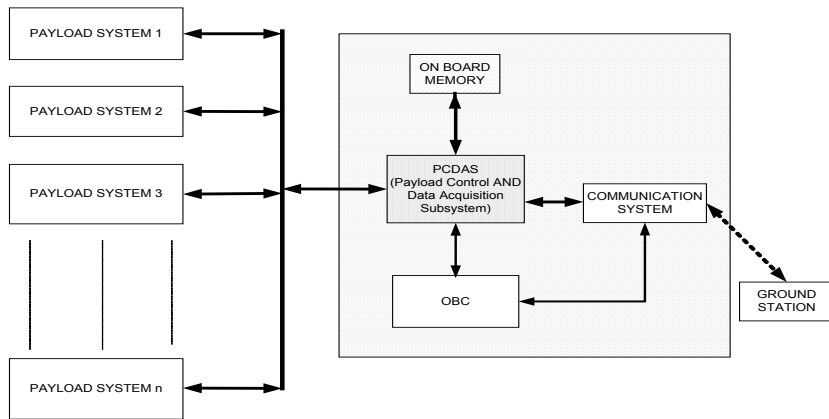 PAYLOAD SYSTEM 1
PAYLOAD SYSTEM 2
PAYLOAD SYSTEM 3
PAYLOAD SYSTEM n
ON BOARD
MEMORY
PCDAS
(Payload Control AND
Data Acquisition
Subsystem)
COMMUNICATION
SYSTEM
OBC
GROUND
STATION